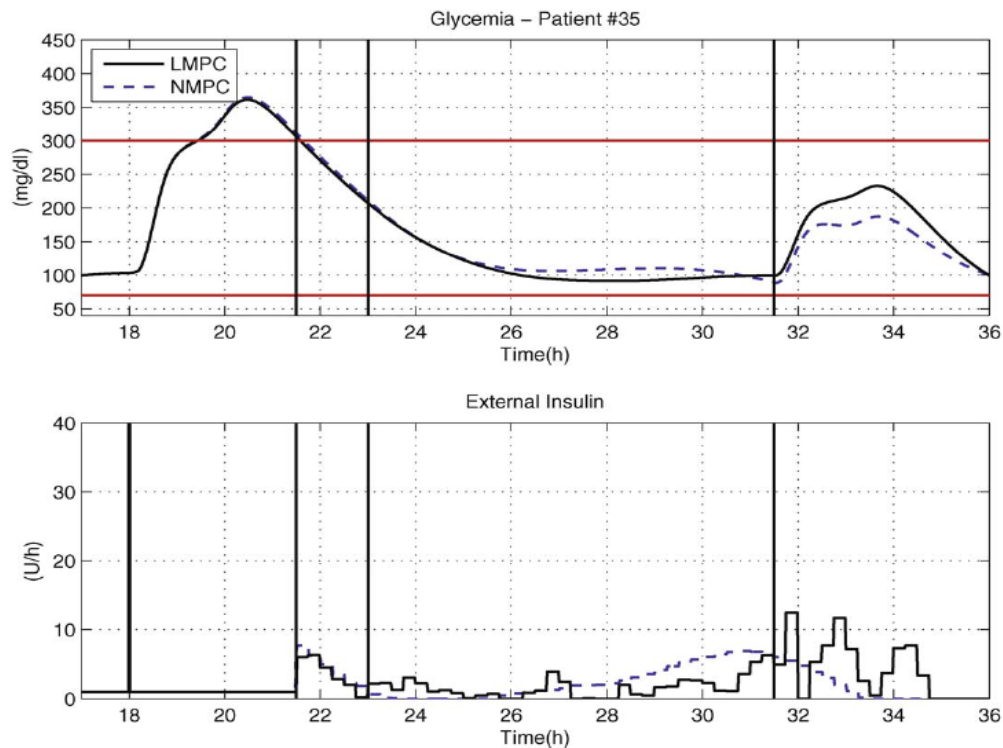 Glycemia – Patient #35
450
400
350
300
250
200
150
100
50
(mg/dl)
LMPC
NMPC
18 20 22 24 26 28 30 32 34 36
Time(h)
External Insulin
40
30
20
10
0
(U/h)
18 20 22 24 26 28 30 32 34 36
Time(h)